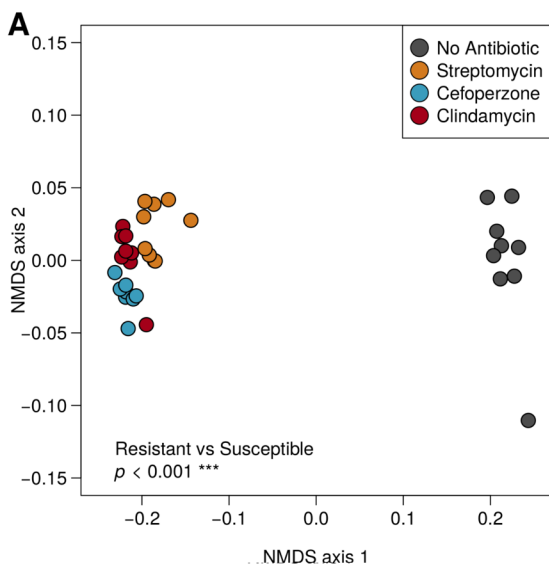 A
No Antibiotic
Streptomycin
Cefoperzone
Clindamycin
0.15
0.10
0.05
0.00
−0.05
−0.10
−0.15
NMDS axis 2
Resistant vs Susceptible
p < 0.001 ***
−0.2 −0.1 0.0 0.1 0.2
NMDS axis 1